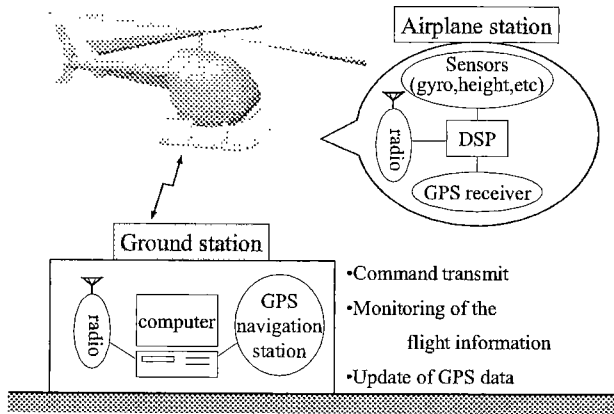 Airplane station
Sensors
(gyro,height,etc)
radio
DSP
GPS receiver
Ground station
radio
computer
GPS
navigation
station
•Command transmit
•Monitoring of the
flight information
•Update of GPS data